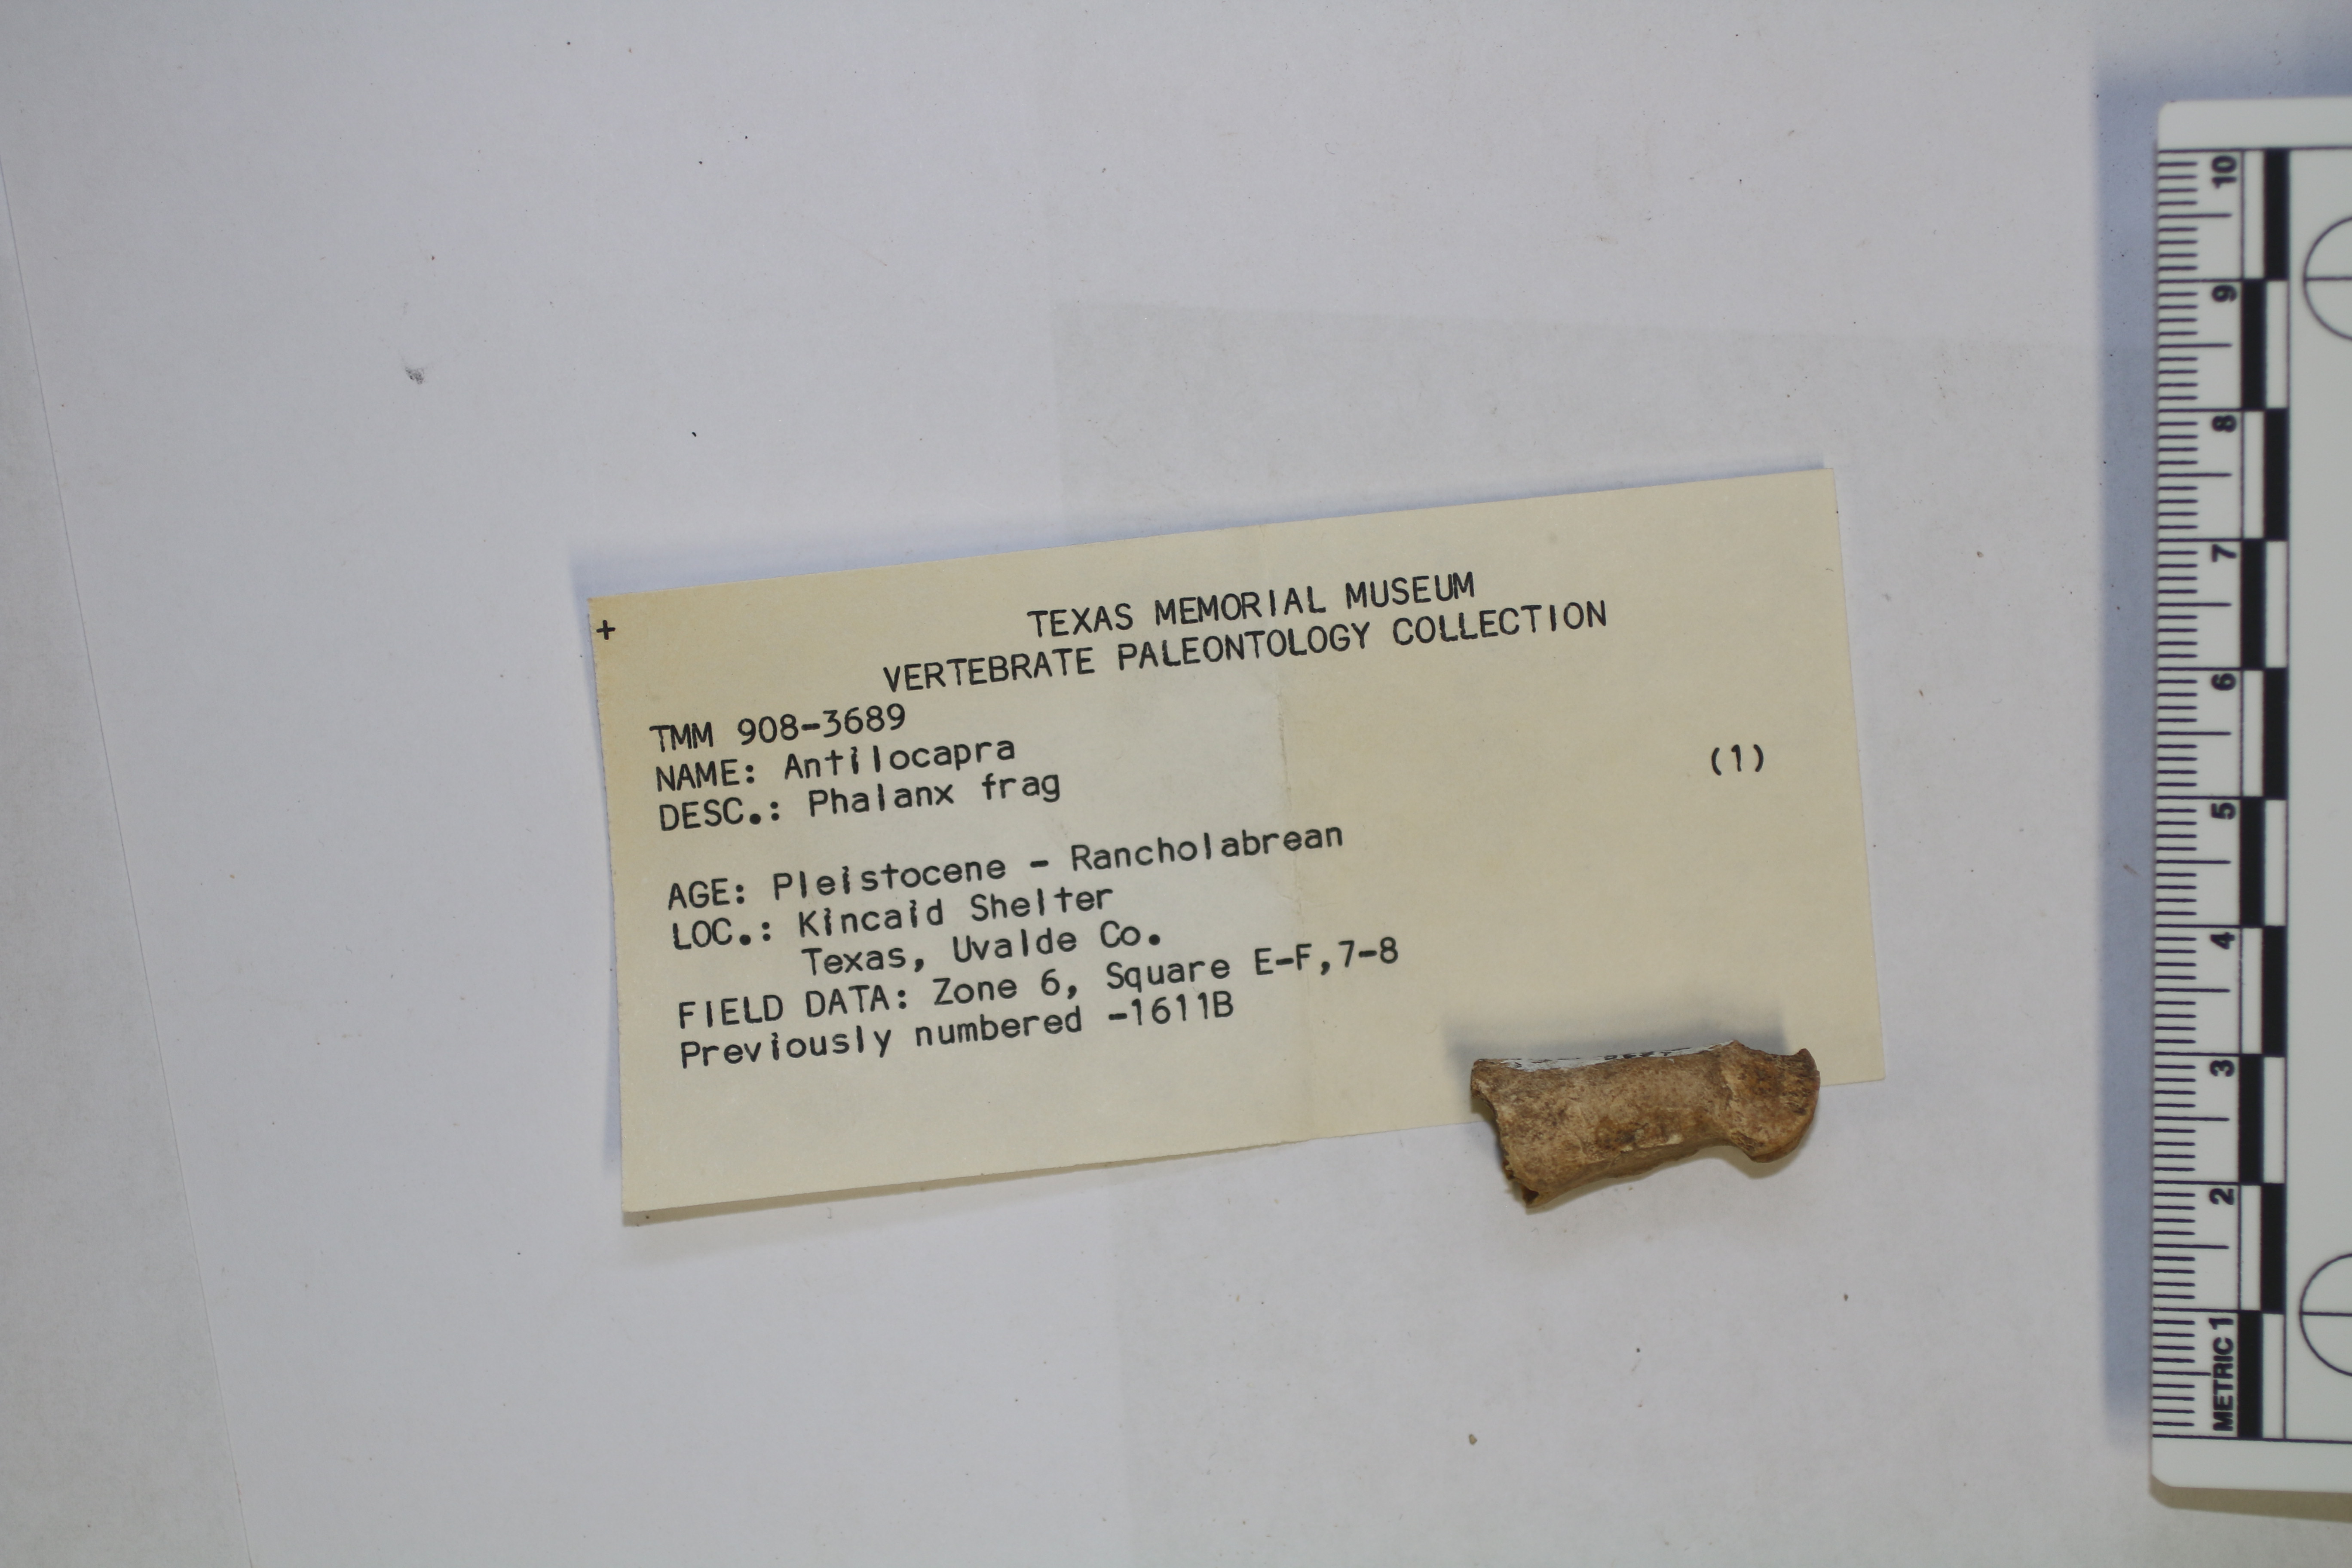 +
TEXAS MEMORIAL MUSEUM
VERTEBRATE PALEONTOLOGY COLLECTION
TMM 908-3689
NAME: Antilocapra
(1)
DESC.: Phalanx frag
AGE: Pleistocene - Rancholabrean
LOC.: Kincaid Shelter
Texas, Uvalde Co.
FIELD DATA: Zone 6, Square E-F,7-8
Previously numbered -1611B
10
9
8
7
6
5
4
3
2
METRIC 1